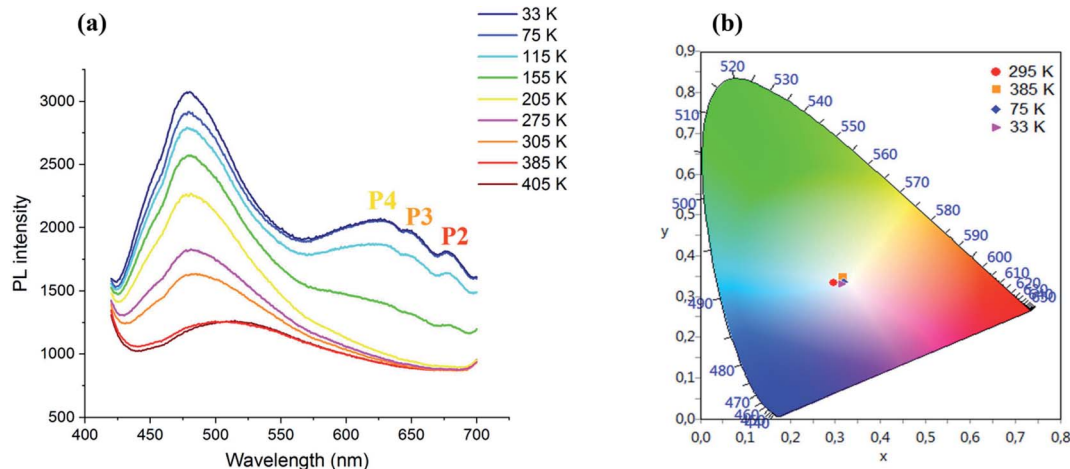 (a)
33 K
75 K
115 K
155 K
205 K
275 K
305 K
385 K
405 K
P4
P3
P2
3000
2500
2000
1500
1000
500
PL intensity
400
450
500
550
600
650
700
Wavelength (nm)
(b)
0,9
0,8
0,7
0,6
0,5
0,4
0,3
0,2
0,1
0,0
y
295 K
385 K
75 K
33 K
520
530
540
550
560
570
580
590
600
610
620
510
500
490
480
470
460
440
0,0
0,1
0,2
0,3
0,4
0,5
0,6
0,7
0,8
x